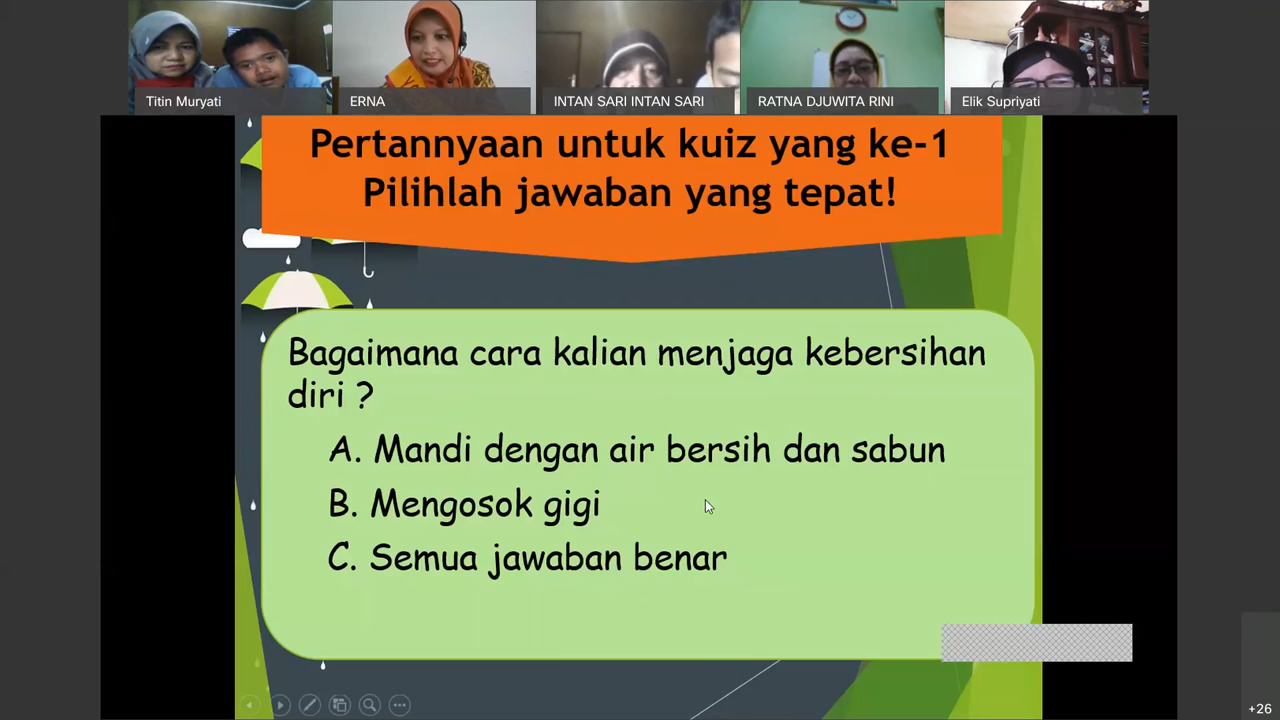 Titin Muryati
ERNA
INTAN SARI INTAN SARI
RATNA DJUWITA RINI
Elik Supriyati
Pertannyaan untuk kuiz yang ke-1
Pilihlah jawaban yang tepat!
Bagaimana cara kalian menjaga kebersihan
diri ?
A. Mandi dengan air bersih dan sabun
B. Mengosok gigi
C. Semua jawaban benar
+26